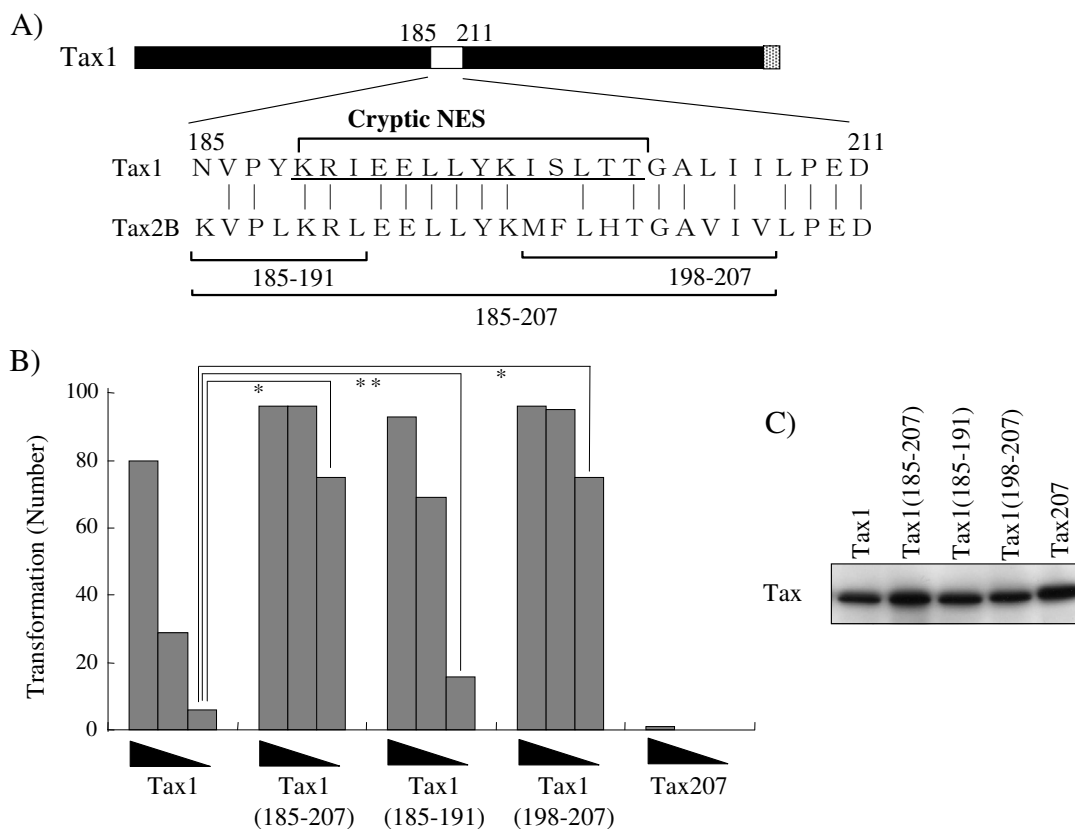 A)
185 211
Tax1
Cryptic NES
185 211
Tax1 N V P Y K R I E E L L Y K I S L T T G A L I I L P E D
Tax2B K V P L K R L E E L L Y K M F L H T G A V I V L P E D
185-191 198-207
185-207
B)
* ** *
Transformation (Number)
100
80
60
40
20
0
Tax1 Tax1 (185-207) Tax1 (185-191) Tax1 (198-207) Tax207
C)
Tax1 Tax1(185-207) Tax1(185-191) Tax1(198-207) Tax207
Tax